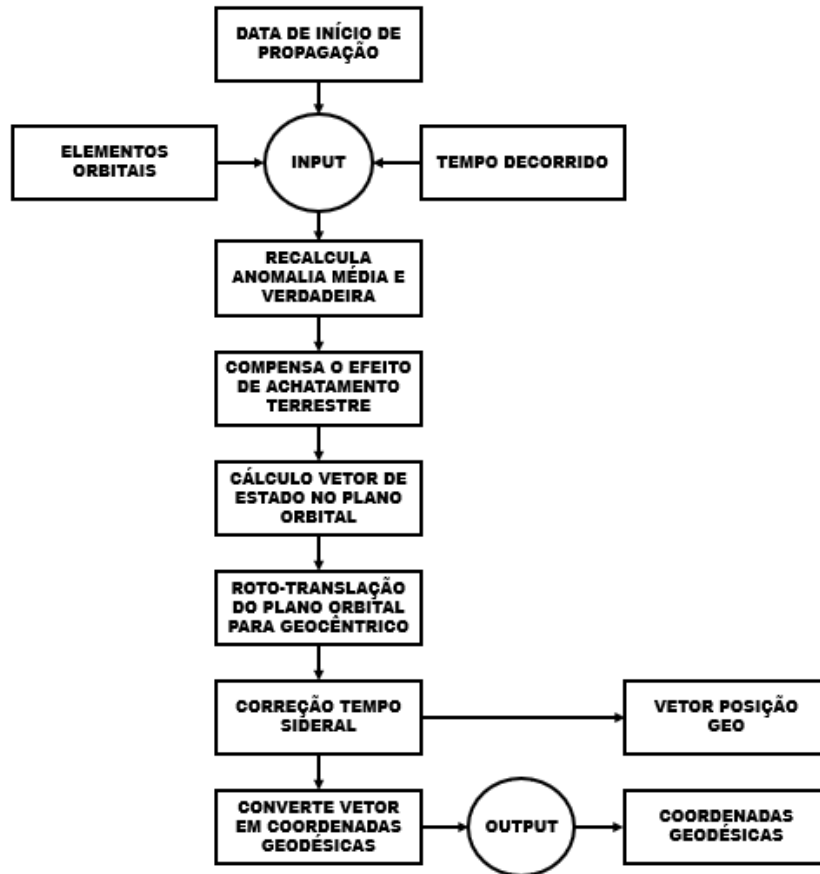 DATA DE INÍCIO DE
PROPAGAÇÃO
ELEMENTOS
ORBITAIS
INPUT
TEMPO DECORRIDO
RECALCULA
ANOMALIA MÉDIA E
VERDADEIRA
COMPENSA O EFEITO
DE ACHATAMENTO
TERRESTRE
CÁLCULO VETOR DE
ESTADO NO PLANO
ORBITAL
ROTO-TRANSLAÇÃO
DO PLANO ORBITAL
PARA GEOCÊNTRICO
CORREÇÃO TEMPO
SIDERAL
VETOR POSIÇÃO
GEO
CONVERTE VETOR
EM COORDENADAS
GEODÉSICAS
OUTPUT
COORDENADAS
GEODÉSICAS